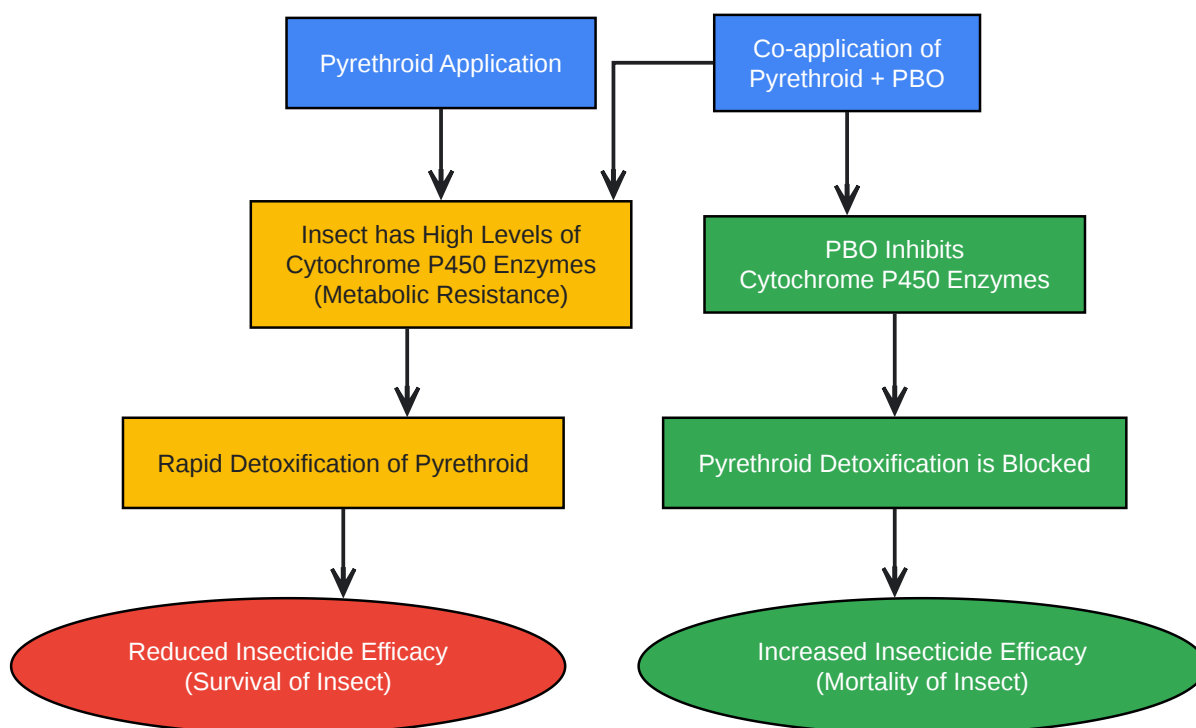 Pyrethroid Application
Co-application of
Pyrethroid + PBO
Insect has High Levels of
Cytochrome P450 Enzymes
(Metabolic Resistance)
PBO Inhibits
Cytochrome P450 Enzymes
Rapid Detoxification of Pyrethroid
Pyrethroid Detoxification is Blocked
Reduced Insecticide Efficacy
(Survival of Insect)
Increased Insecticide Efficacy
(Mortality of Insect)